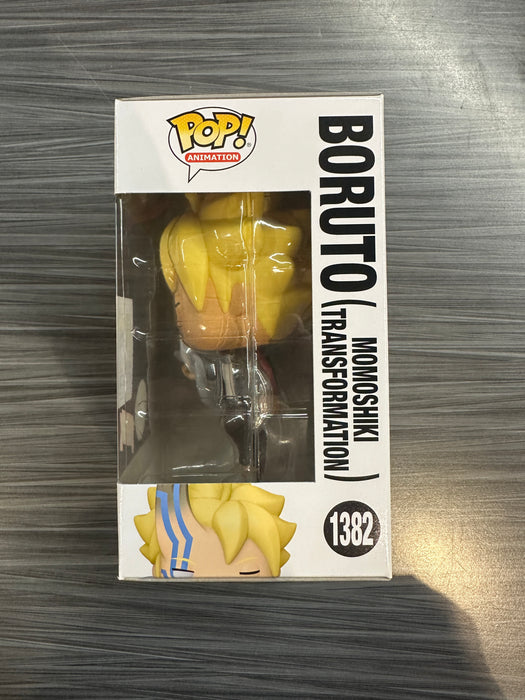 POP!
ANIMATION
BORUTO
(MOMOSHIKI
TRANSFORMATION)
1382